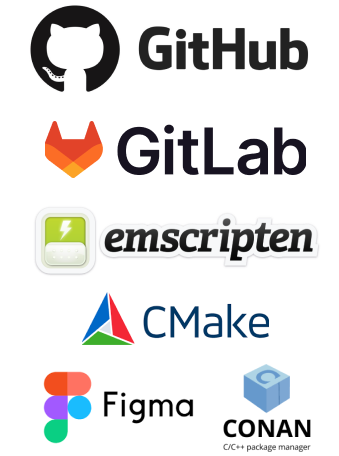 GitHub
GitLab
emscripten
CMake
Figma
CONAN
C/C++ package manager